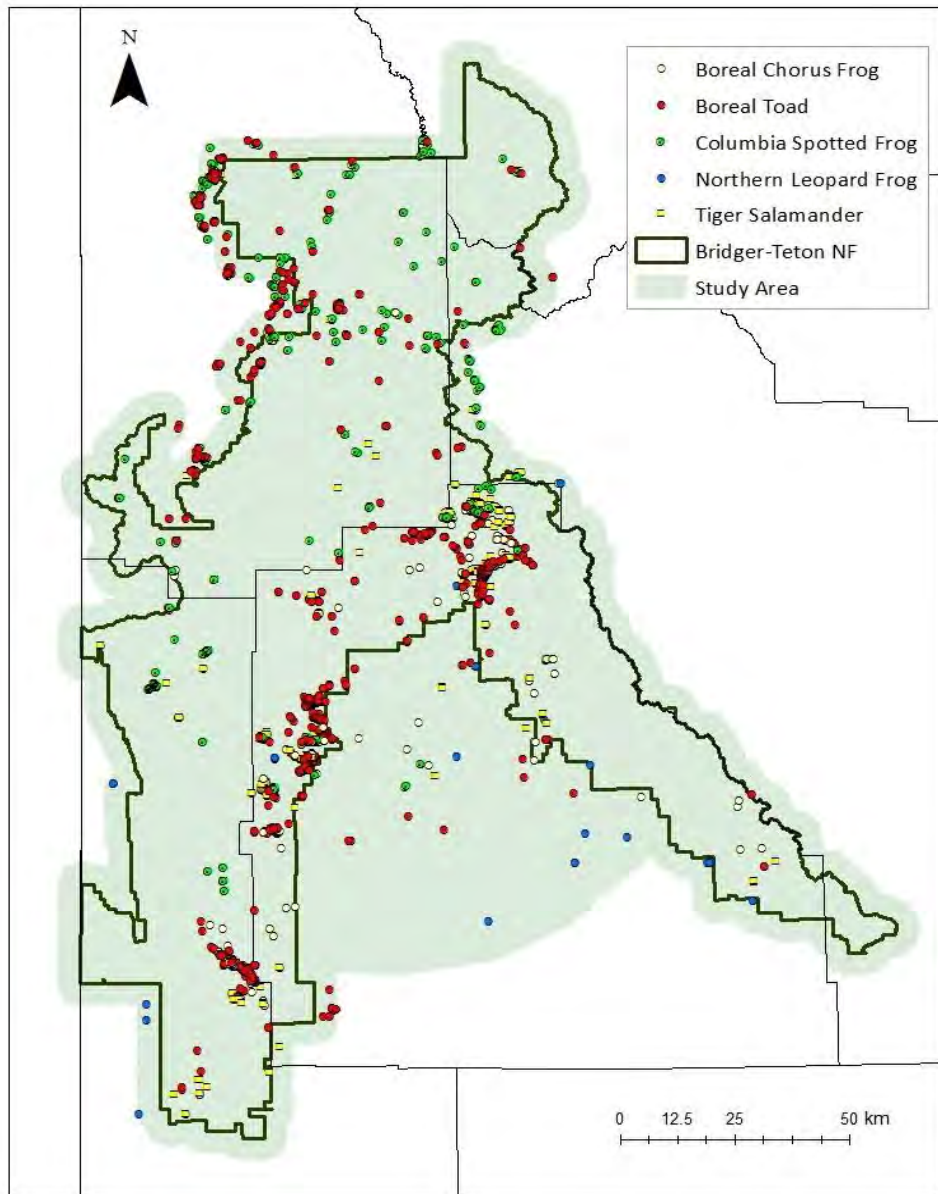 N
Boreal Chorus Frog
Boreal Toad
Columbia Spotted Frog
Northern Leopard Frog
Tiger Salamander
Bridger-Teton NF
Study Area
0 12.5 25 50 km